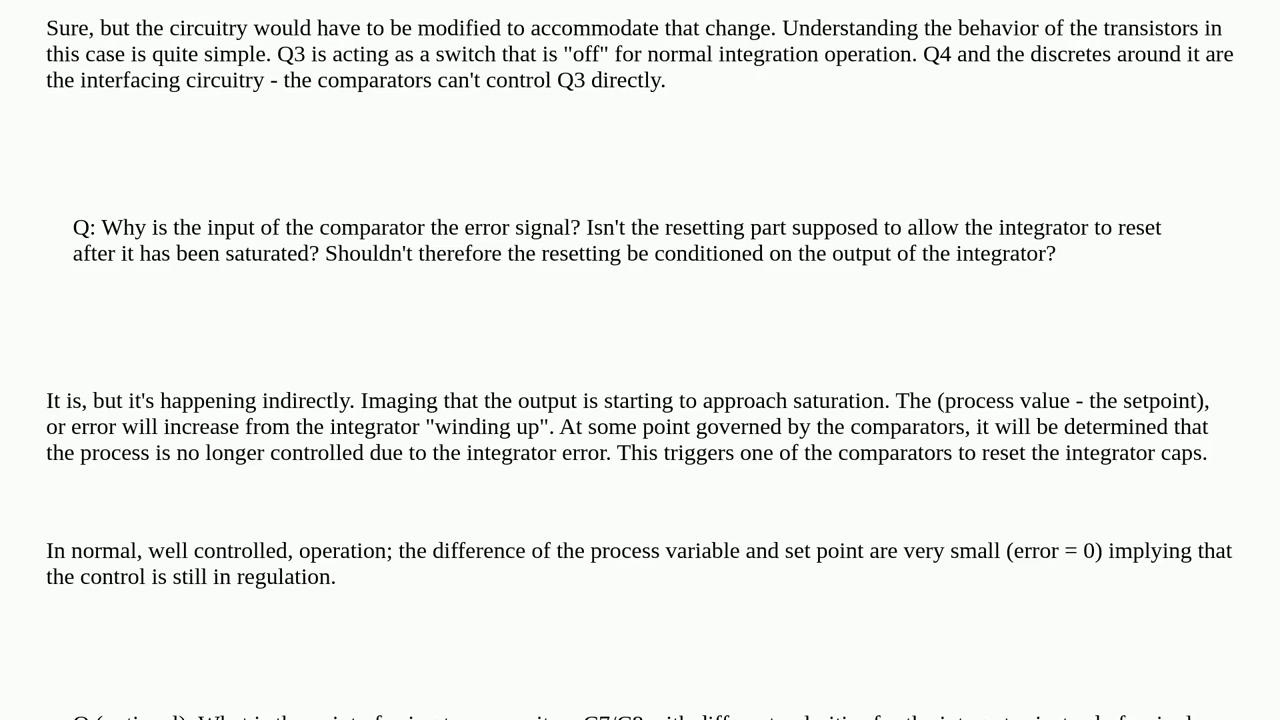 Sure, but the circuitry would have to be modified to accommodate that change. Understanding the behavior of the transistors in
this case is quite simple. Q3 is acting as a switch that is "off" for normal integration operation. Q4 and the discretes around it are
the interfacing circuitry - the comparators can't control Q3 directly.
Q: Why is the input of the comparator the error signal? Isn't the resetting part supposed to allow the integrator to reset
after it has been saturated? Shouldn't therefore the resetting be conditioned on the output of the integrator?
It is, but it's happening indirectly. Imaging that the output is starting to approach saturation. The (process value - the setpoint),
or error will increase from the integrator "winding up". At some point governed by the comparators, it will be determined that
the process is no longer controlled due to the integrator error. This triggers one of the comparators to reset the integrator caps.
In normal, well controlled, operation; the difference of the process variable and set point are very small (error = 0) implying that
the control is still in regulation.